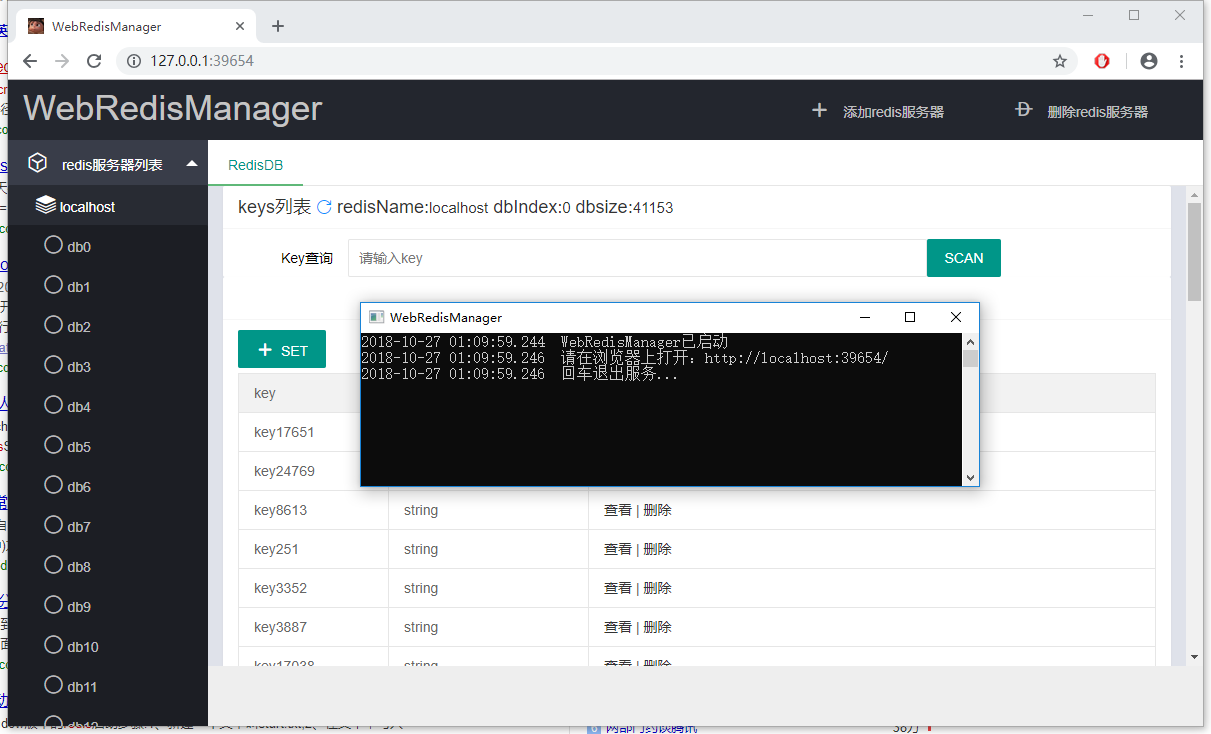 WebRedisManager
127.0.0.1:39654
WebRedisManager
添加redis服务器
删除redis服务器
redis服务器列表
RedisDB
localhost
keys列表 redisName:localhost dbIndex:0 dbsize:41153
Key查询
请输入key
SCAN
SET
WebRedisManager
2018-10-27 01:09:59.244 WebRedisManager已启动
2018-10-27 01:09:59.246 请在浏览器上打开：http://localhost:39654/
2018-10-27 01:09:59.246 回车退出服务...
db0
db1
db2
db3
db4
db5
db6
db7
db8
db9
db10
db11
db12
key
key17651
key24769
key8613 string 查看 | 删除
key251 string 查看 | 删除
key3352 string 查看 | 删除
key3887 string 查看 | 删除
key17038 string 查看 | 删除